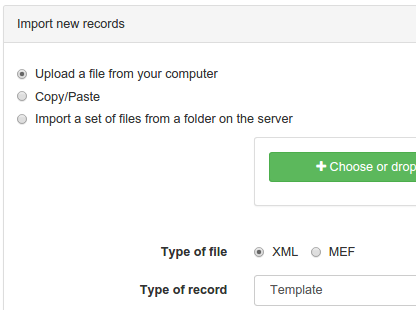 Import new records
Upload a file from your computer
Copy/Paste
Import a set of files from a folder on the server
Choose or drop
Type of file XML MEF
Type of record Template